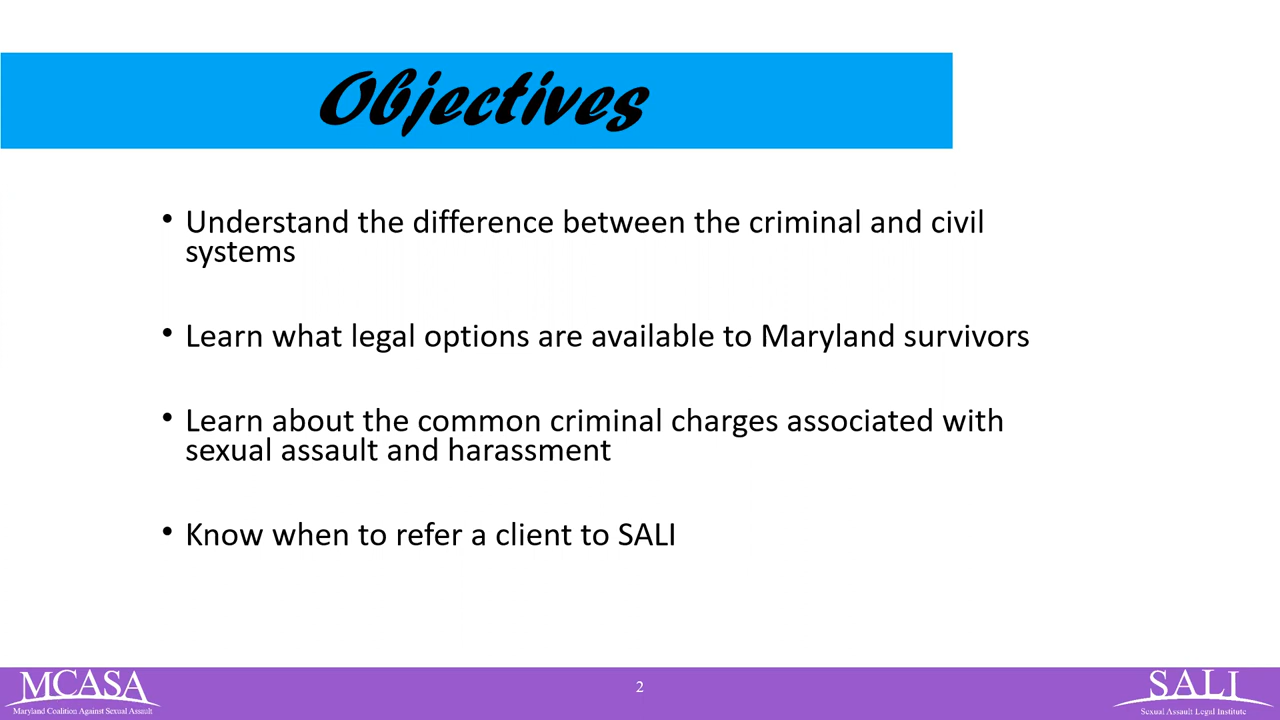 Objectives
• Understand the difference between the criminal and civil
systems
• Learn what legal options are available to Maryland survivors
• Learn about the common criminal charges associated with
sexual assault and harassment
• Know when to refer a client to SALI
MCASA
Maryland Coalition Against Sexual Assault
2
SALI
Sexual Assault Legal Institute